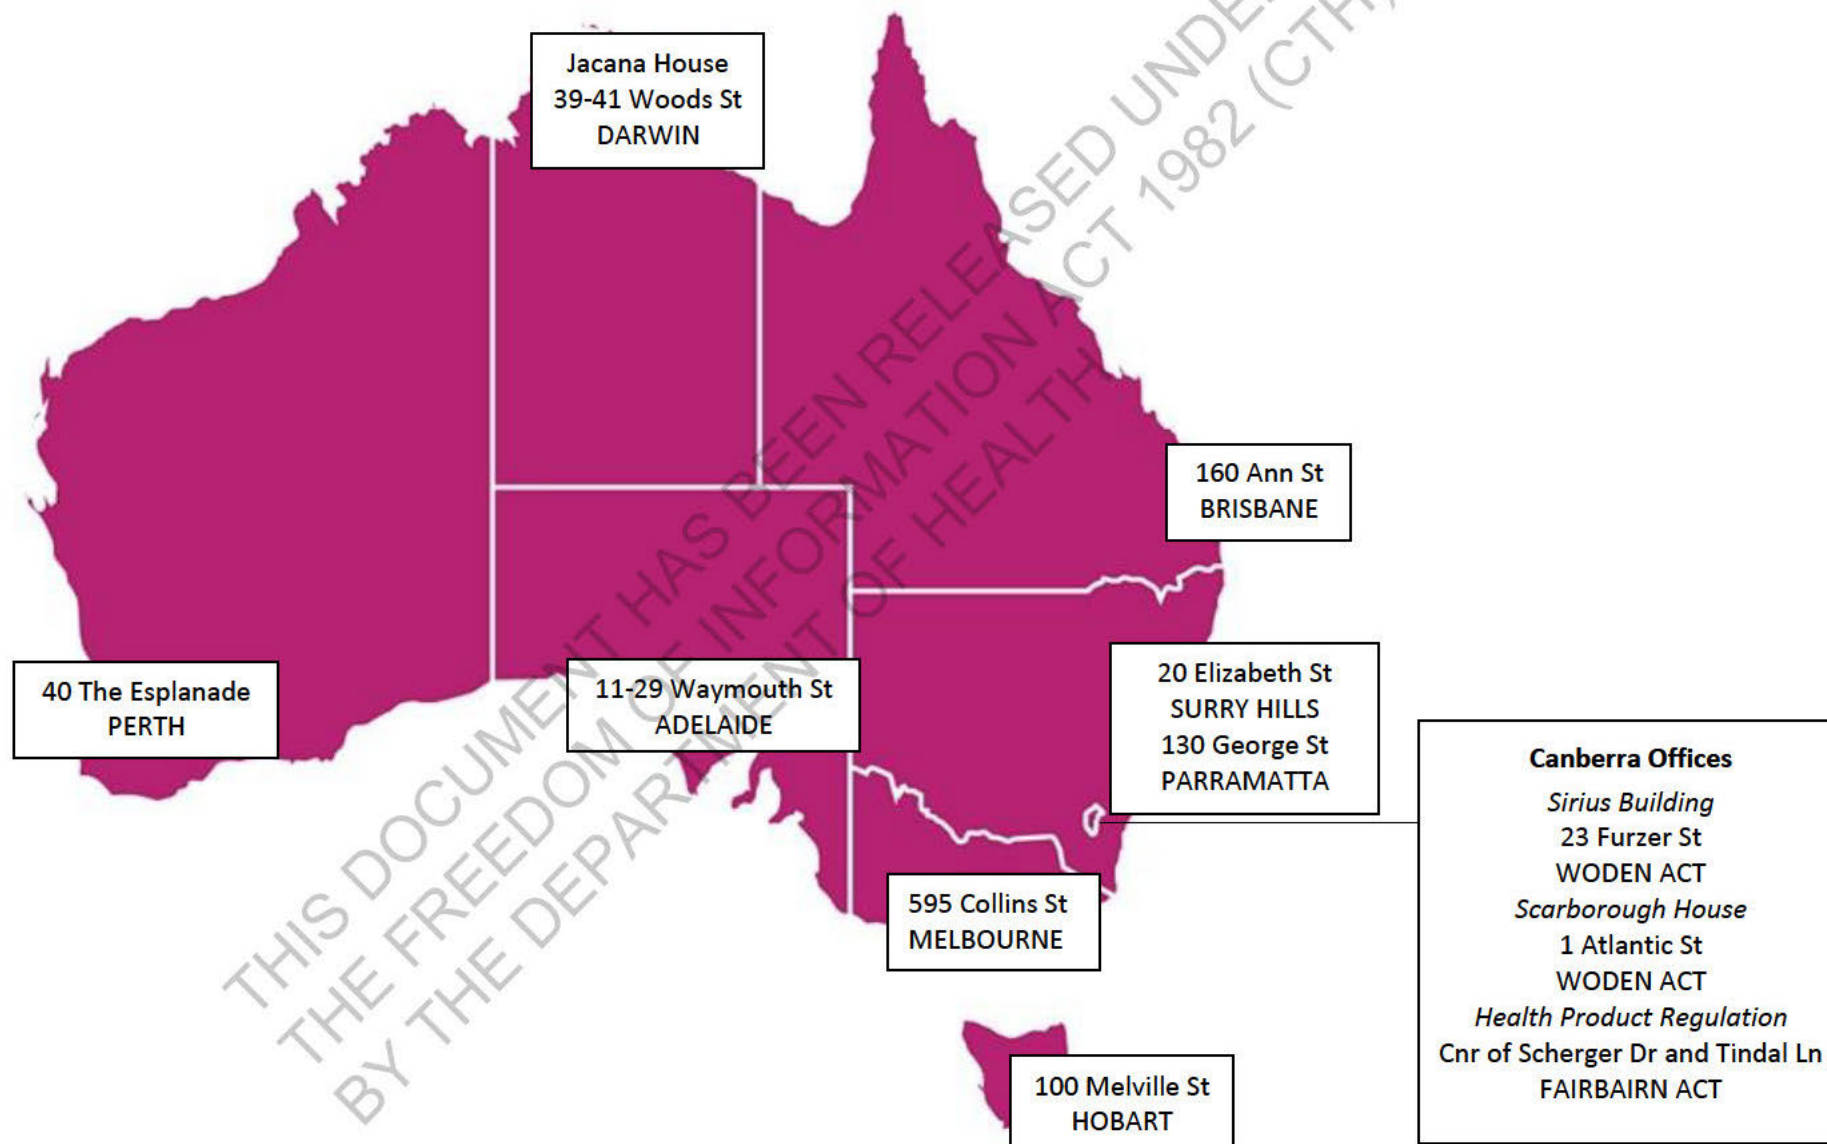 Jacana House
39-41 Woods St
DARWIN
160 Ann St
BRISBANE
40 The Esplanade
PERTH
11-29 Waymouth St
ADELAIDE
20 Elizabeth St
SURRY HILLS
130 George St
PARRAMATTA
Canberra Offices
Sirius Building
23 Furzer St
WODEN ACT
Scarborough House
1 Atlantic St
WODEN ACT
Health Product Regulation
Cnr of Scherger Dr and Tindal Ln
FAIRBAIRN ACT
595 Collins St
MELBOURNE
100 Melville St
HOBART
THIS DOCUMENT HAS BEEN RELEASED UNDER
THE FREEDOM OF INFORMATION ACT 1982 (CTH)
BY THE DEPARTMENT OF HEALTH